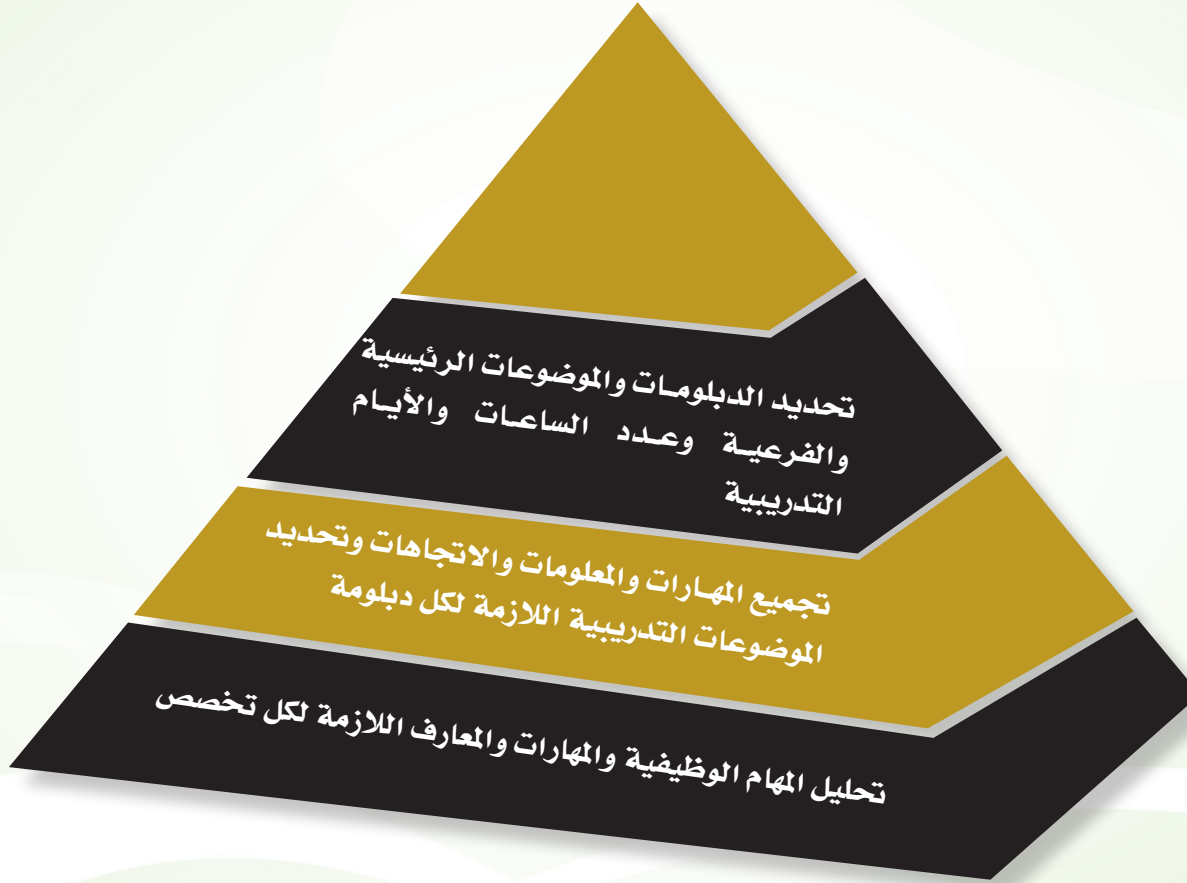 تحديد الدبلومات والموضوعات الرئيسية
والفرعية وعدد الساعات والأيام
التدريبية
تجميع المهارات والمعلومات والاتجاهات وتحديد
الموضوعات التدريبية اللازمة لكل دبلومة
تحليل المهام الوظيفية والمهارات والمعارف اللازمة لكل تخصص